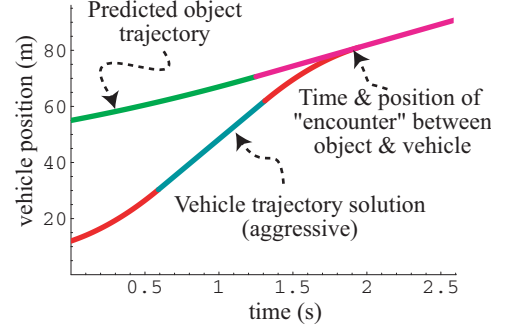 Predicted object
trajectory
80
60
40
20
vehicle position (m)
Time & position of
"encounter" between
object & vehicle
Vehicle trajectory solution
(aggressive)
0.5
1
1.5
2
2.5
time (s)